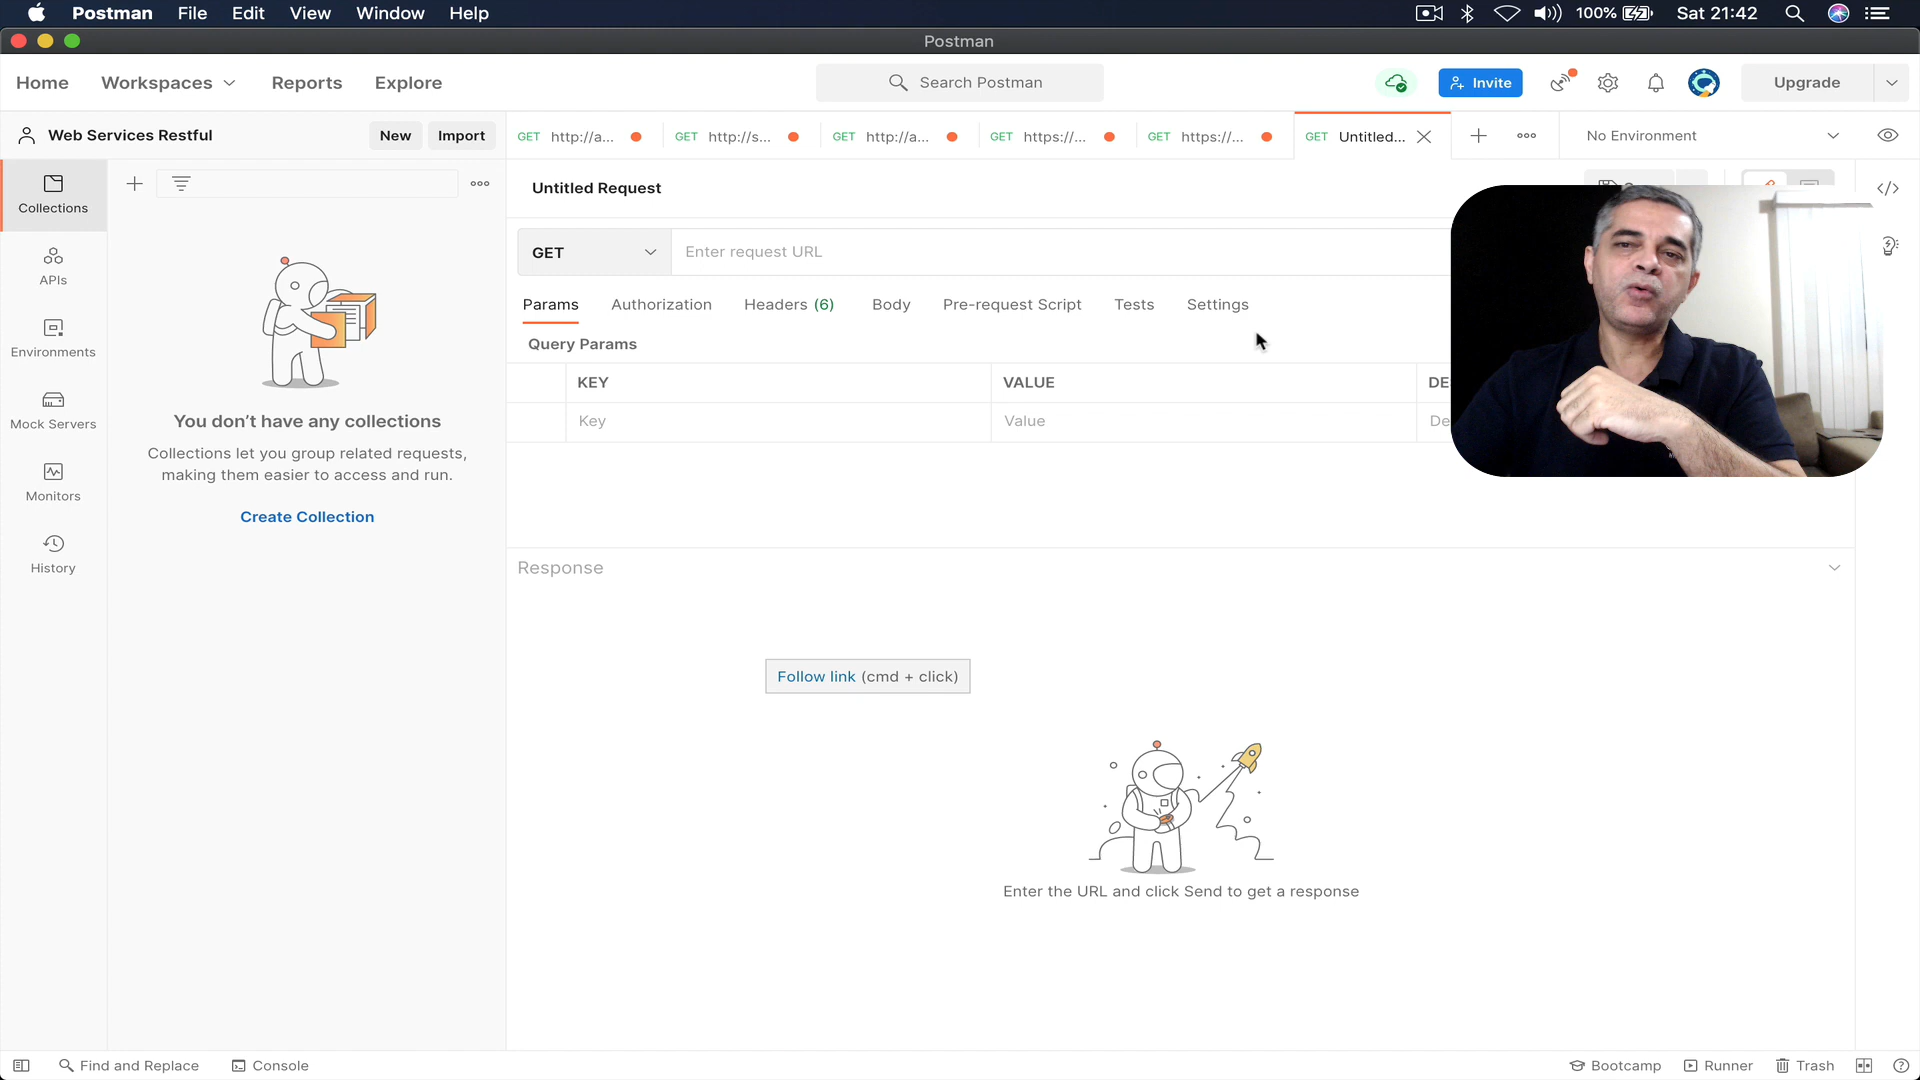 Postman File Edit View Window Help 100% Sat 21:42
Postman
Home Workspaces Reports Explore Search Postman Invite Upgrade
Web Services Restful New Import GET http://a... GET http://s... GET http://a... GET https://... GET https://... GET Untitled... No Environment
Untitled Request
GET Enter request URL
Params Authorization Headers (6) Body Pre-request Script Tests Settings
Query Params
KEY VALUE DE
Key Value De
Collections
APIs
Environments
Mock Servers
Monitors
History
You don't have any collections
Collections let you group related requests,
making them easier to access and run.
Create Collection
Response
Follow link (cmd + click)
Enter the URL and click Send to get a response
Find and Replace Console Bootcamp Runner Trash